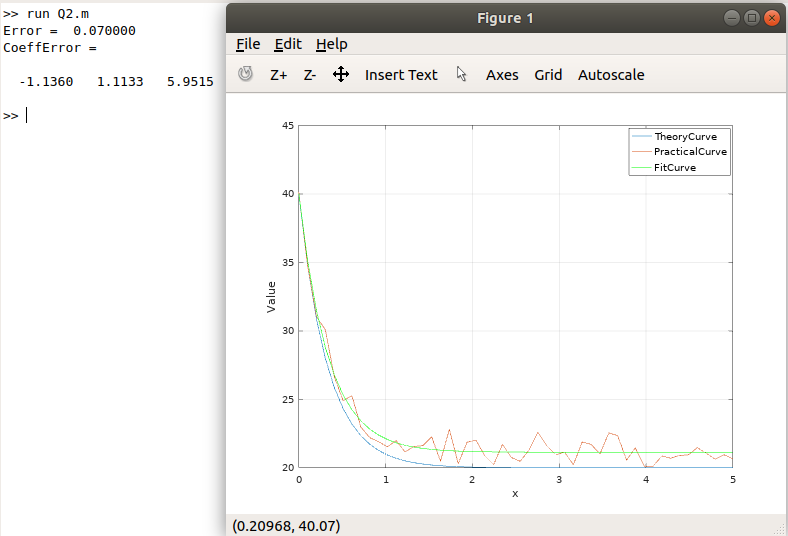 >> run Q2.m
Error =  0.070000
CoeffError =
-1.1360   1.1133   5.9515
>>
Figure 1
File Edit Help
Z+ Z- Insert Text Axes Grid Autoscale
45
40
35
30
25
20
Value
TheoryCurve
PracticalCurve
FitCurve
0 1 2 3 4 5
x
(0.20968, 40.07)